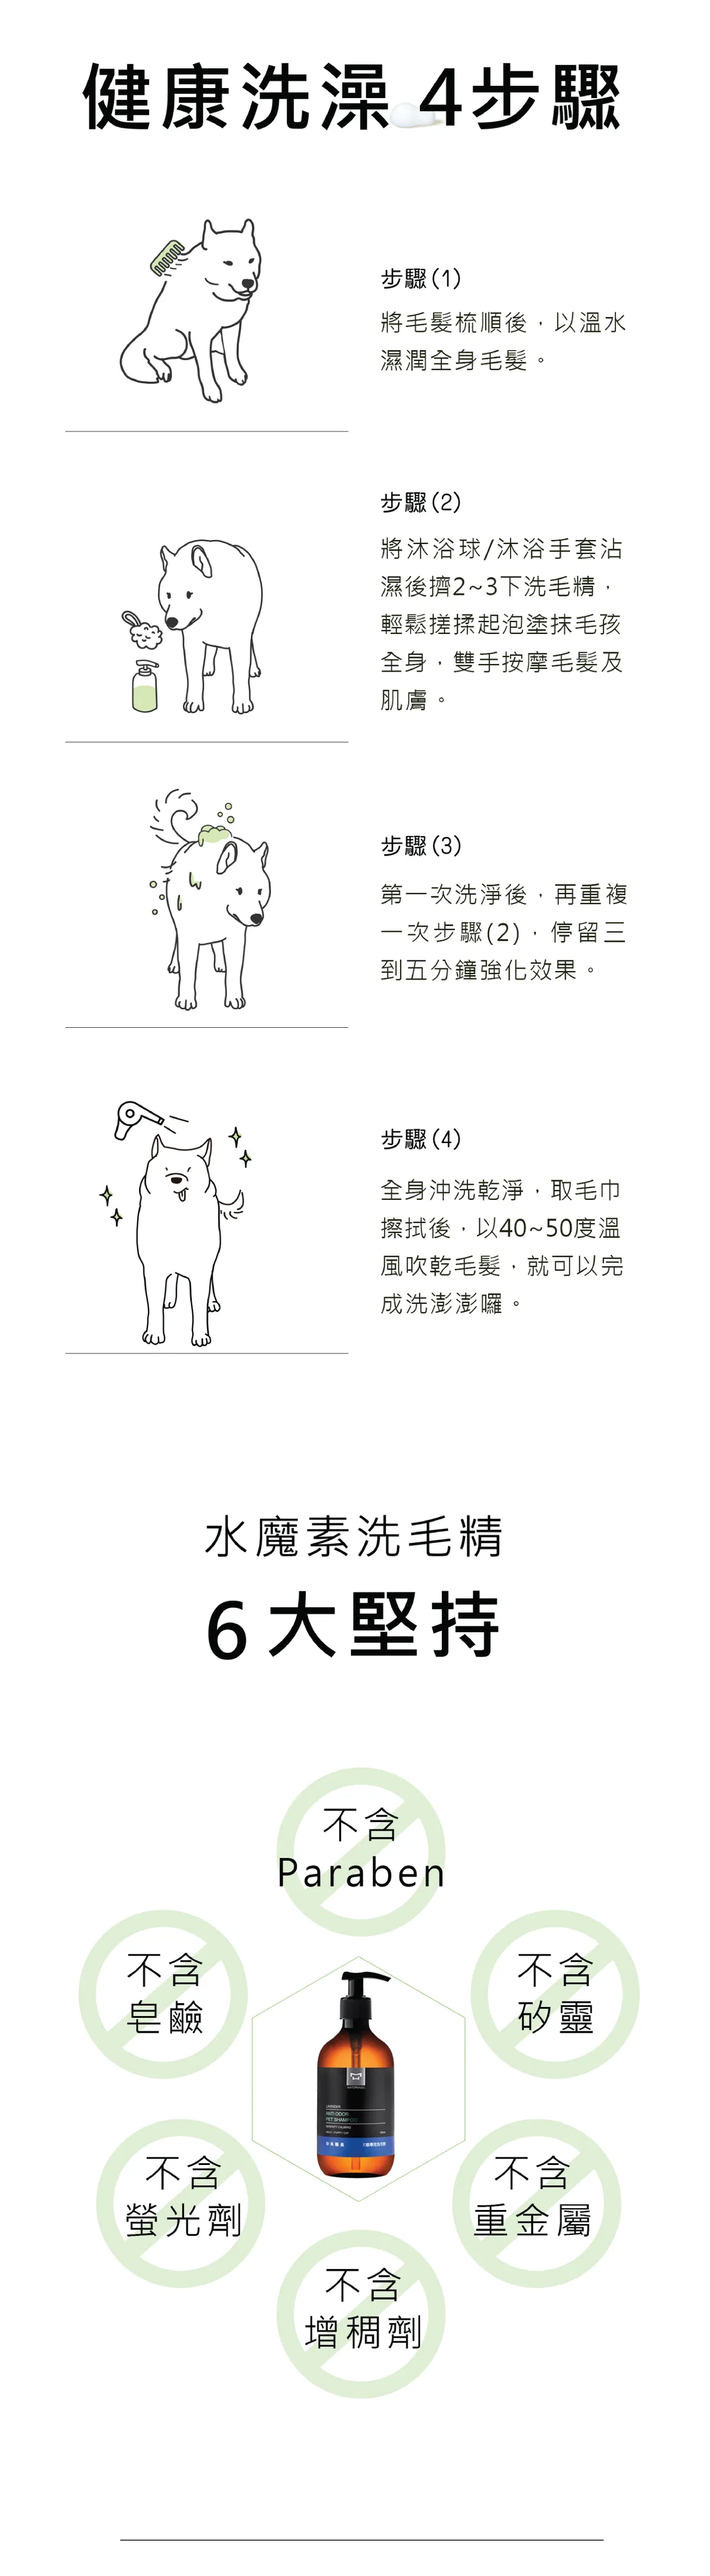 健康洗澡 4步驟
步驟(1)
將毛髮梳順後，以溫水
濕潤全身毛髮。
步驟(2)
將沐浴球/沐浴手套沾
濕後擠2~3下洗毛精，
輕鬆搓揉起泡塗抹毛孩
全身，雙手按摩毛髮及
肌膚。
步驟(3)
第一次洗淨後，再重複
一次步驟(2)，停留三
到五分鐘強化效果。
步驟(4)
全身沖洗乾淨，取毛巾
擦拭後，以40~50度溫
風吹乾毛髮，就可以完
成洗澎澎囉。
水魔素洗毛精
6大堅持
不含
Paraben
不含
皂鹼
不含
矽靈
LAVENDER
ANTI-ODOR
PET SHAMPOO
不含
螢光劑
不含
重金屬
不含
增稠劑